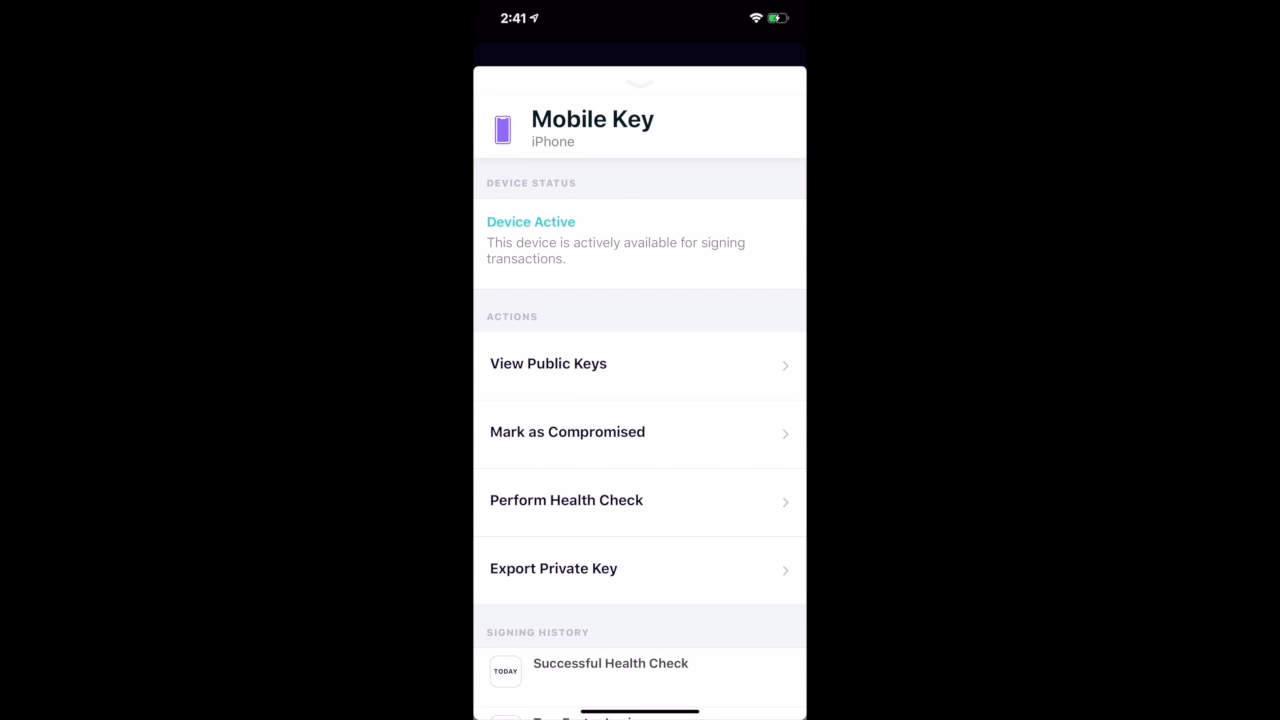 2:41
Mobile Key
iPhone
DEVICE STATUS
Device Active
This device is actively available for signing
transactions.
ACTIONS
View Public Keys
Mark as Compromised
Perform Health Check
Export Private Key
SIGNING HISTORY
TODAY
Successful Health Check